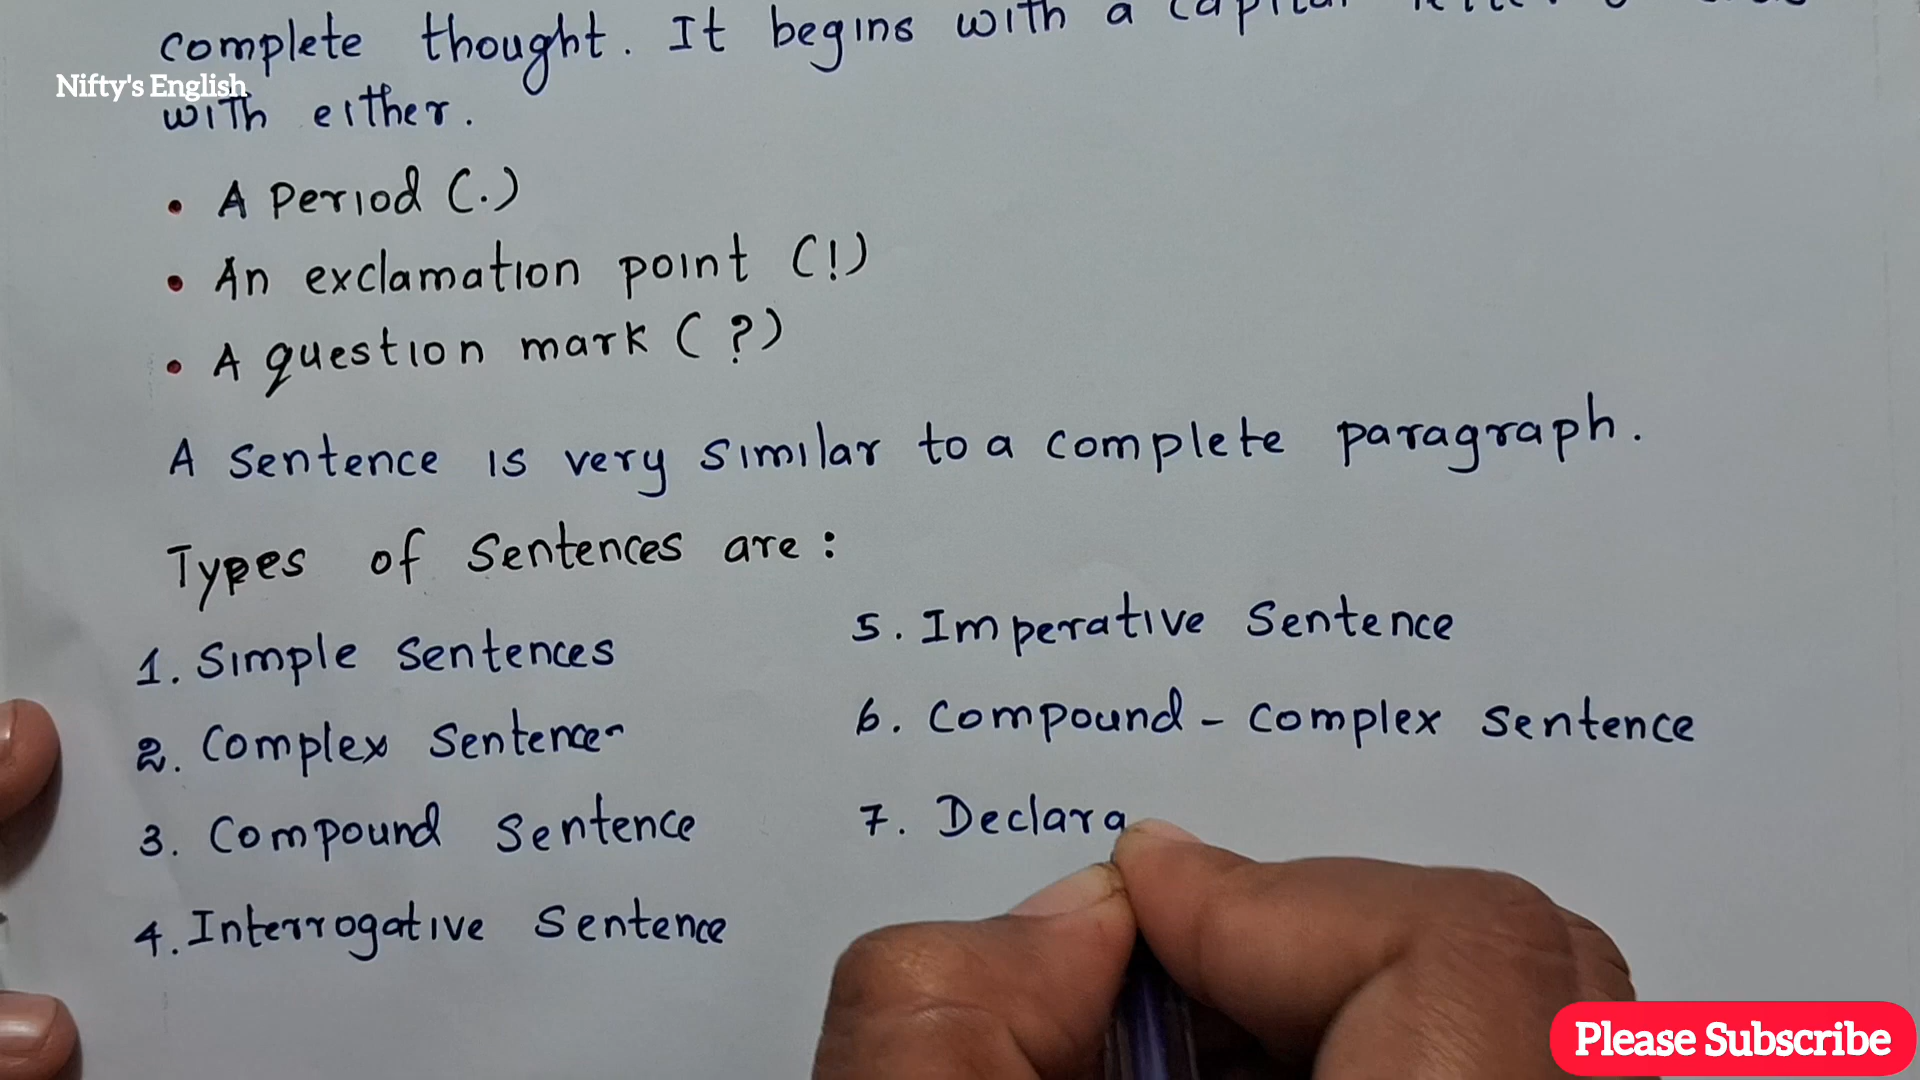 complete thought. It begins with a capital
Nifty's English
with either.
• A Period (.)
• An exclamation point (!)
• A question mark (?)
A Sentence is very similar to a complete paragraph.
Types of Sentences are :
1. Simple Sentences
2. Complex Sentence
3. Compound Sentence
4. Interrogative Sentence
5. Imperative Sentence
6. Compound - Complex Sentence
7. Declara
Please Subscribe